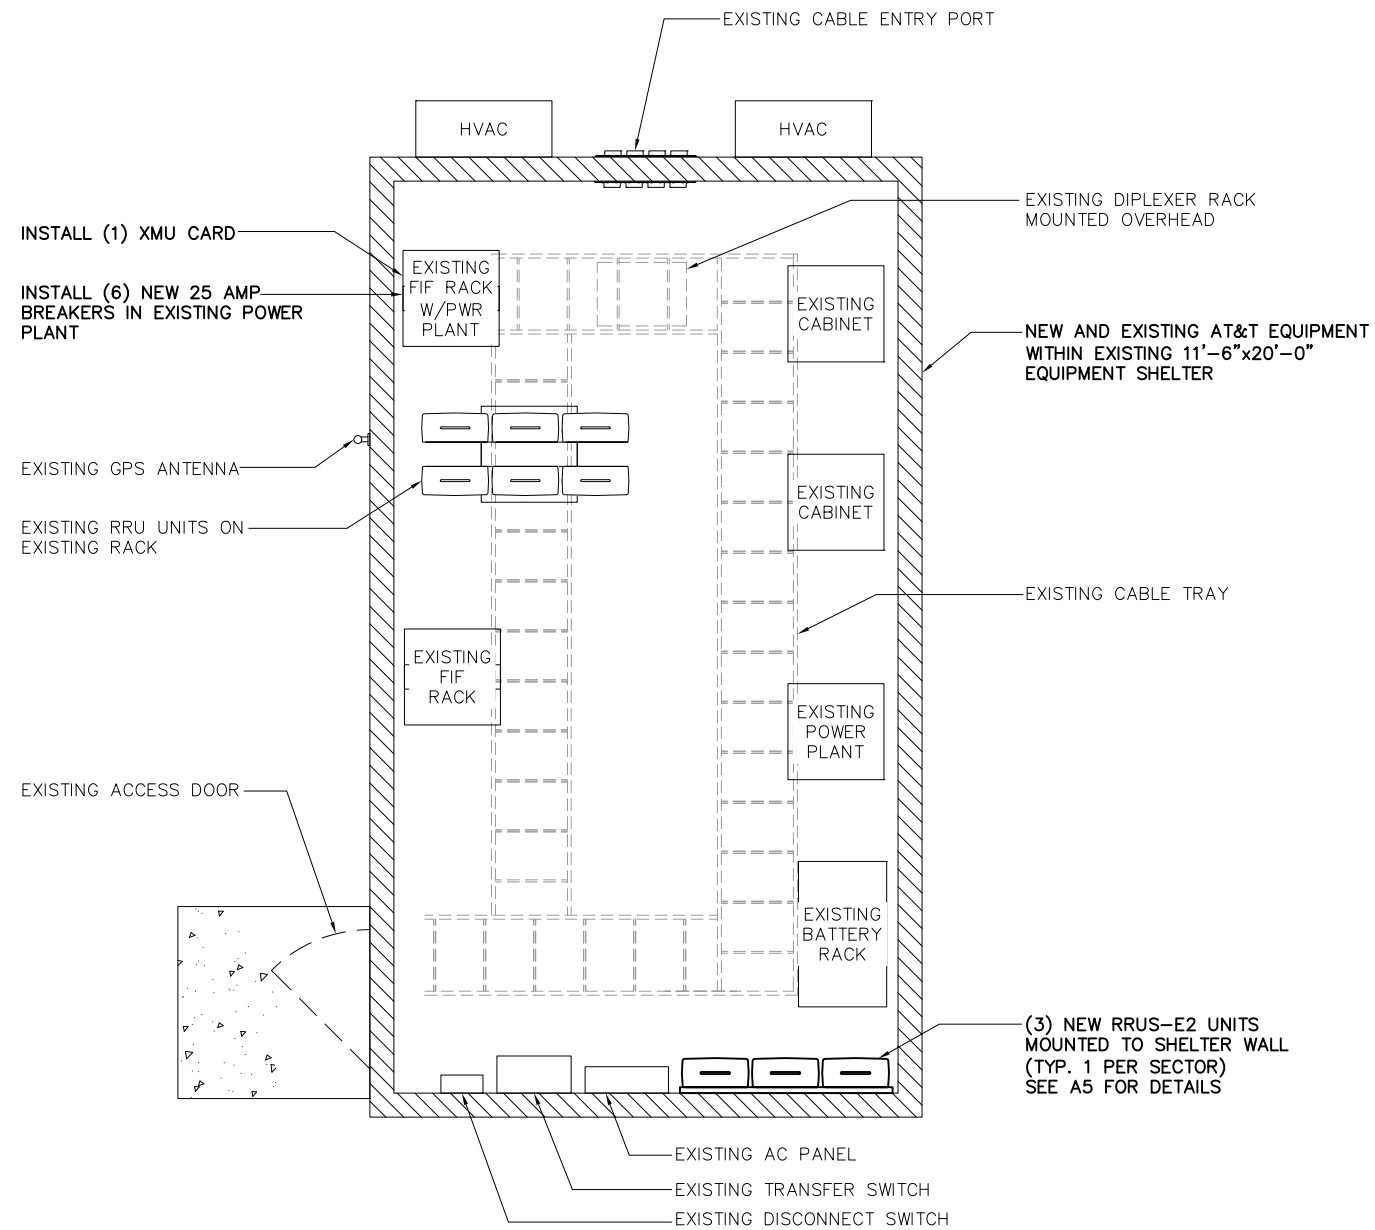 EXISTING CABLE ENTRY PORT
HVAC
HVAC
EXISTING DIPLEXER RACK
MOUNTED OVERHEAD
INSTALL (1) XMU CARD
INSTALL (6) NEW 25 AMP
BREAKERS IN EXISTING POWER
PLANT
EXISTING
FIF RACK
W/PWR
PLANT
EXISTING
CABINET
NEW AND EXISTING AT&T EQUIPMENT
WITHIN EXISTING 11'-6"x20'-0"
EQUIPMENT SHELTER
EXISTING GPS ANTENNA
EXISTING RRU UNITS ON
EXISTING RACK
EXISTING
CABINET
EXISTING CABLE TRAY
EXISTING
FIF
RACK
EXISTING
POWER
PLANT
EXISTING ACCESS DOOR
EXISTING
BATTERY
RACK
(3) NEW RRUS-E2 UNITS
MOUNTED TO SHELTER WALL
(TYP. 1 PER SECTOR)
SEE A5 FOR DETAILS
EXISTING AC PANEL
EXISTING TRANSFER SWITCH
EXISTING DISCONNECT SWITCH